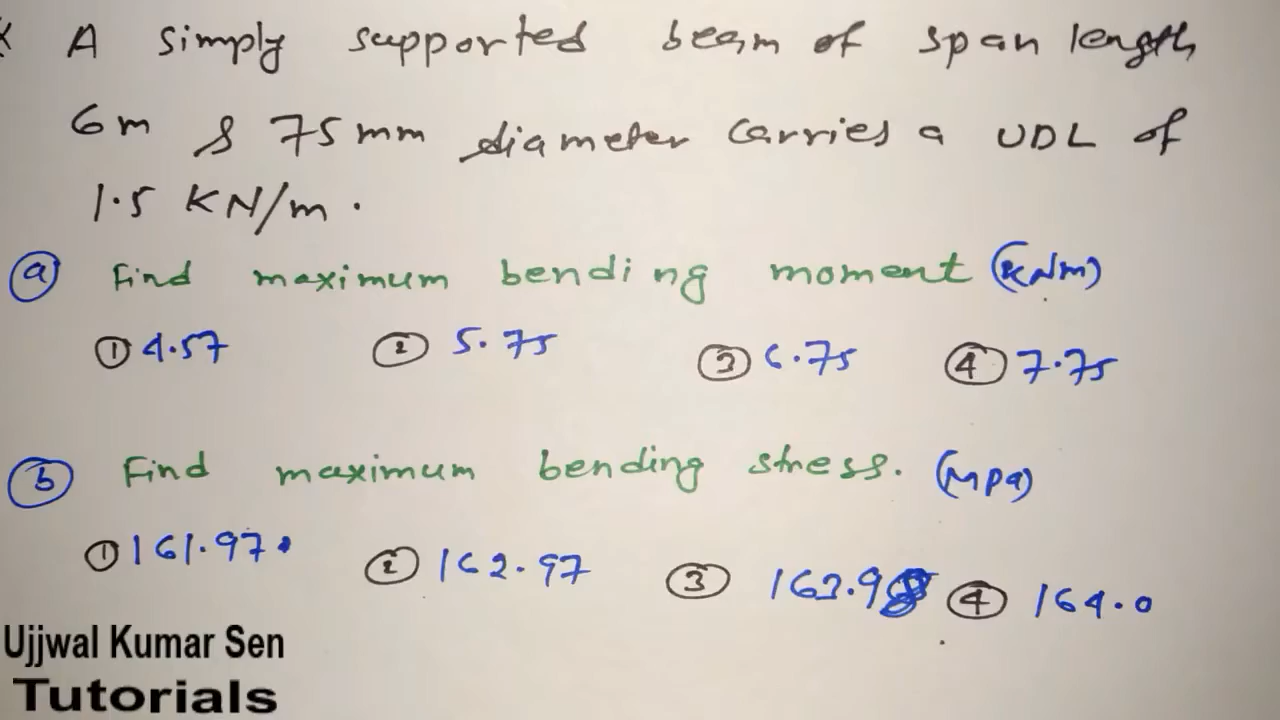 A simply supported beam of span length
6m & 75mm diameter carries a UDL of
1.5 KN/m.
(a) Find maximum bending moment (KNm)
(1) 4.57 (2) 5.75 (3) 6.75 (4) 7.75
(b) Find maximum bending stress. (Mpa)
(1) 161.97 (2) 162.97 (3) 163.98 (4) 164.0
Ujjwal Kumar Sen
Tutorials